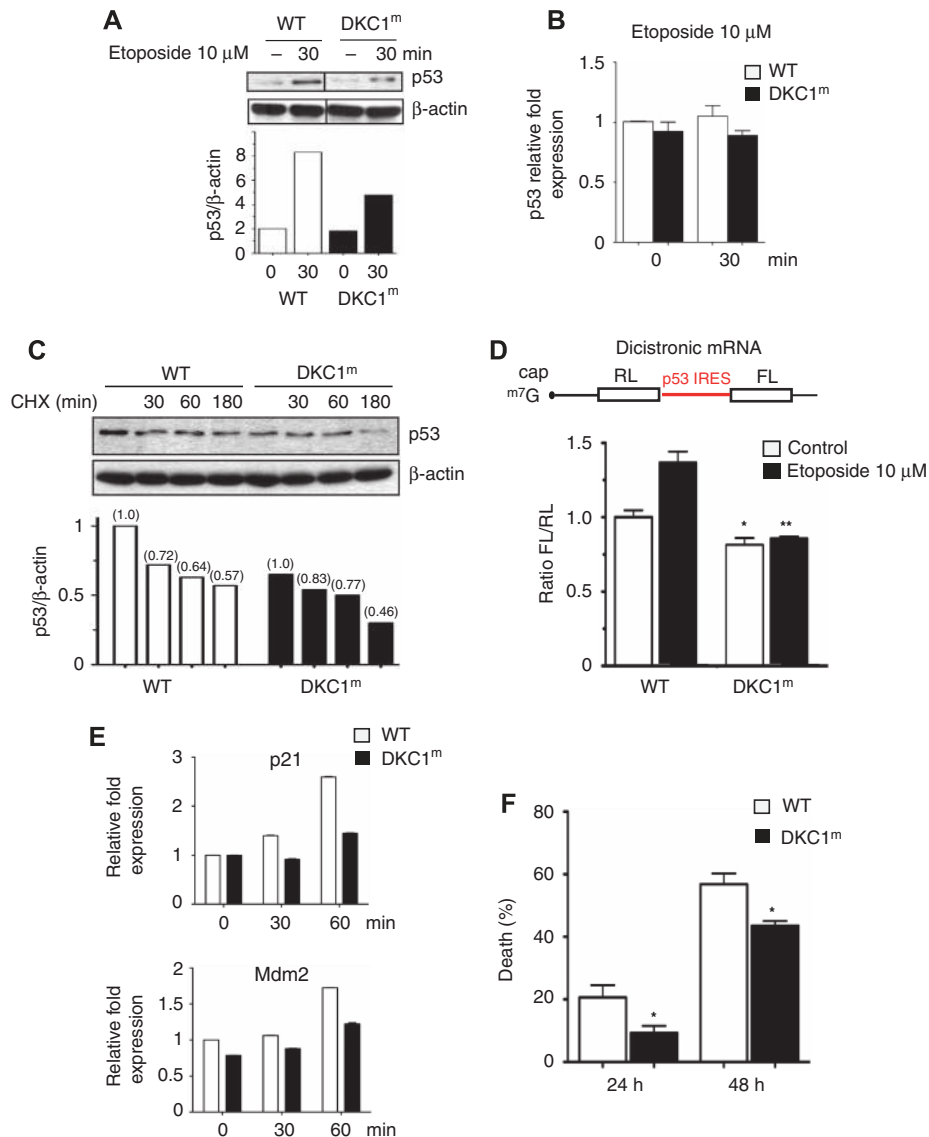 A
WT DKC1ᵐ
Etoposide 10 μM – 30 – 30 min
p53
β-actin
p53/β-actin
8
6
4
2
0
0 30 0 30
WT DKC1ᵐ
B
Etoposide 10 μM
WT
DKC1ᵐ
p53 relative fold
expression
1.5
1
0.5
0
0 30 min
C
WT DKC1ᵐ
CHX (min) 30 60 180 30 60 180
p53
β-actin
p53/β-actin
1
0.5
0
(1.0) (0.72) (0.64) (0.57) (1.0) (0.83) (0.77) (0.46)
WT DKC1ᵐ
D
Dicistronic mRNA
cap
ᵐ⁷G
RL p53 IRES FL
Control
Etoposide 10 μM
Ratio FL/RL
1.5
1.0
0.5
0.0
* **
WT DKC1ᵐ
E
WT
DKC1ᵐ
p21
Relative fold
expression
3
2
1
0
0 30 60 min
Mdm2
Relative fold
expression
2
1.5
1
0.5
0
0 30 60 min
F
WT
DKC1ᵐ
Death (%)
80
60
40
20
0
* *
24 h 48 h